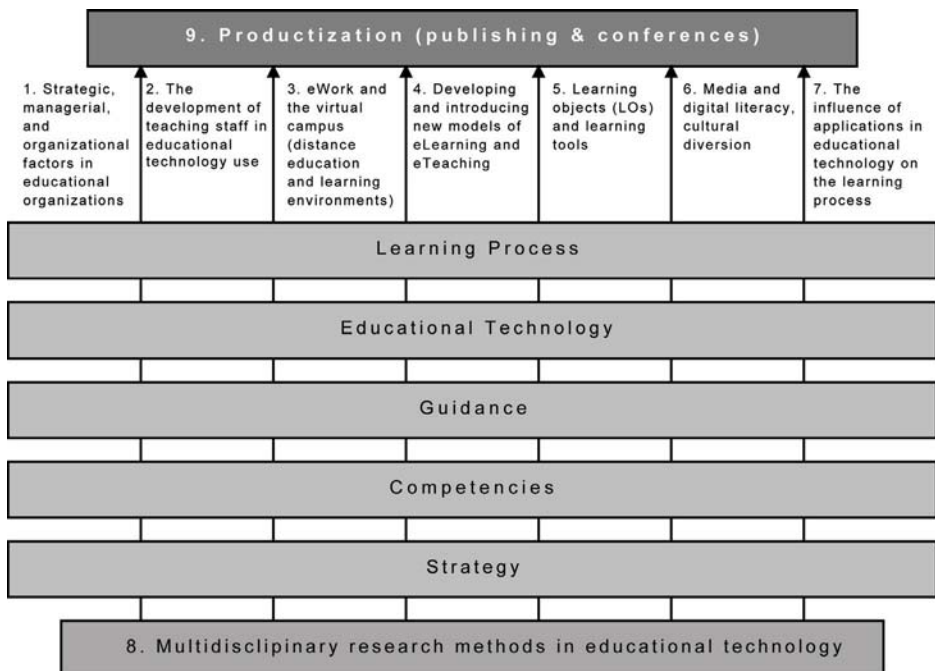 9. Productization (publishing & conferences)
1. Strategic,
managerial,
and
organizational
factors in
educational
organizations
2. The
development of
teaching staff in
educational
technology use
3. eWork and
the virtual
campus
(distance
education
and learning
environments)
4. Developing
and introducing
new models of
eLearning and
eTeaching
5. Learning
objects (LOs)
and learning
tools
6. Media and
digital literacy,
cultural
diversion
7. The
influence of
applications in
educational
technology on
the learning
process
Learning Process
Educational Technology
Guidance
Competencies
Strategy
8. Multidisclipinary research methods in educational technology